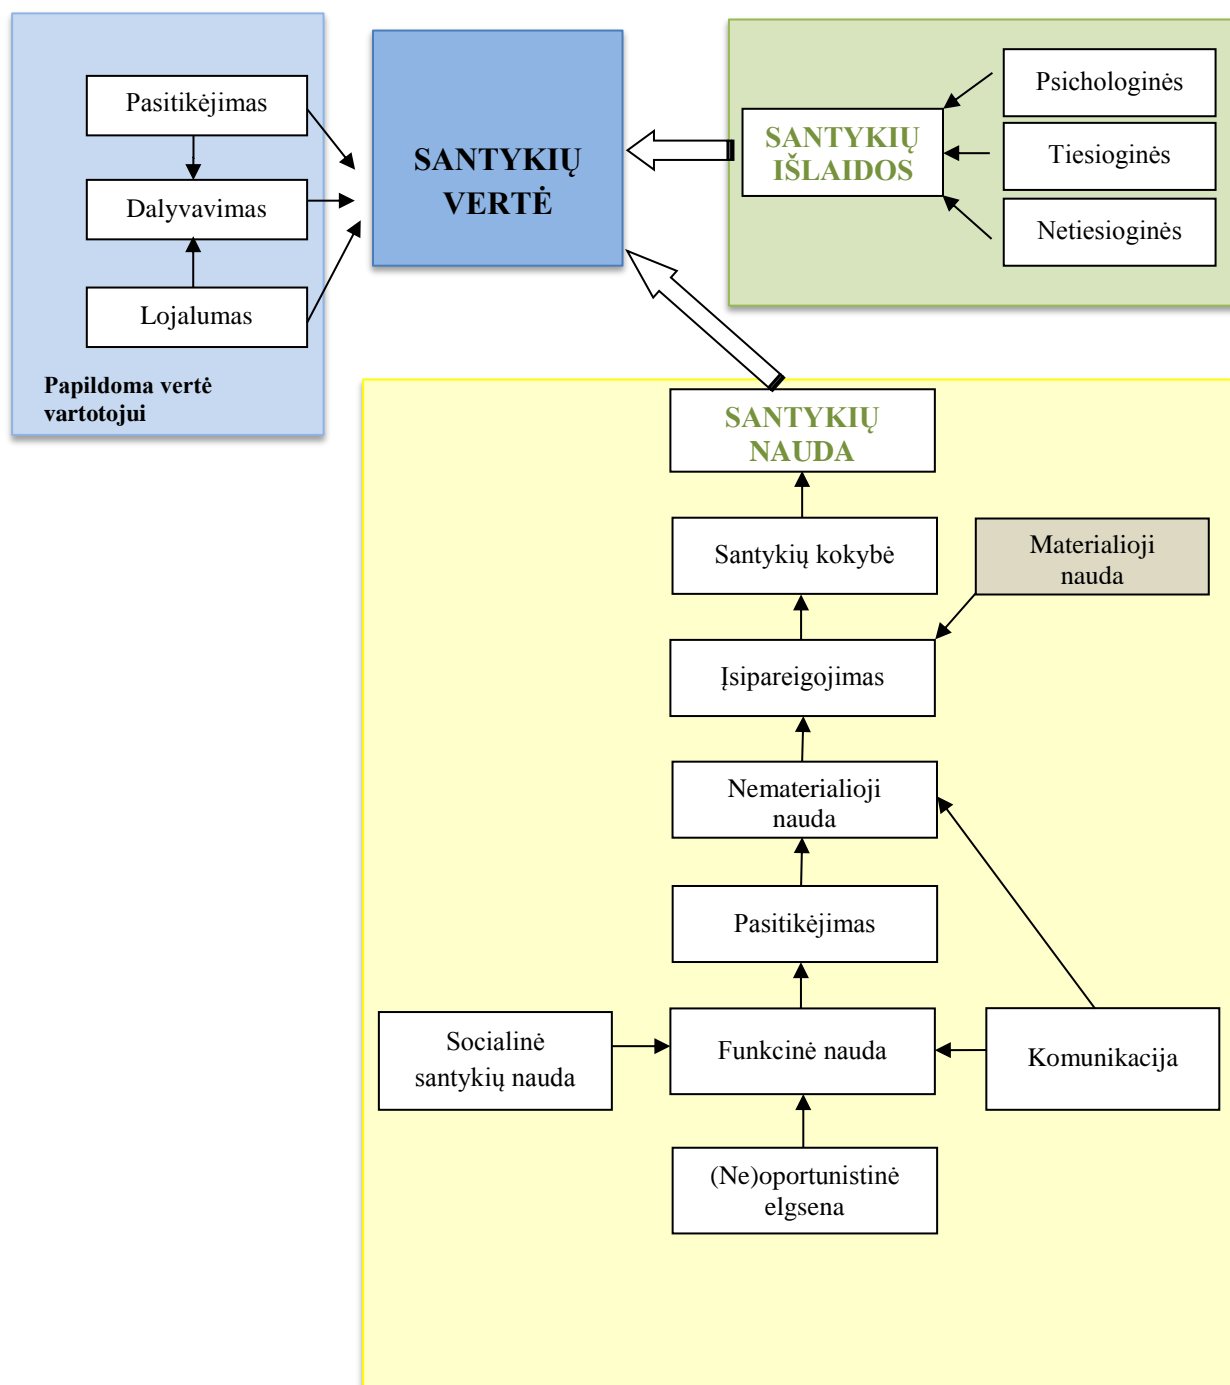 Pasitikėjimas
Dalyvavimas
Lojalumas
Papildoma vertė
vartotojui
SANTYKIŲ
VERTĖ
SANTYKIŲ
IŠLAIDOS
Psichologinės
Tiesioginės
Netiesioginės
SANTYKIŲ
NAUDA
Santykių kokybė
Materialioji
nauda
Įsipareigojimas
Nematerialioji
nauda
Pasitikėjimas
Socialinė
santykių nauda
Funkcinė nauda
Komunikacija
(Ne)oportunistinė
elgsena